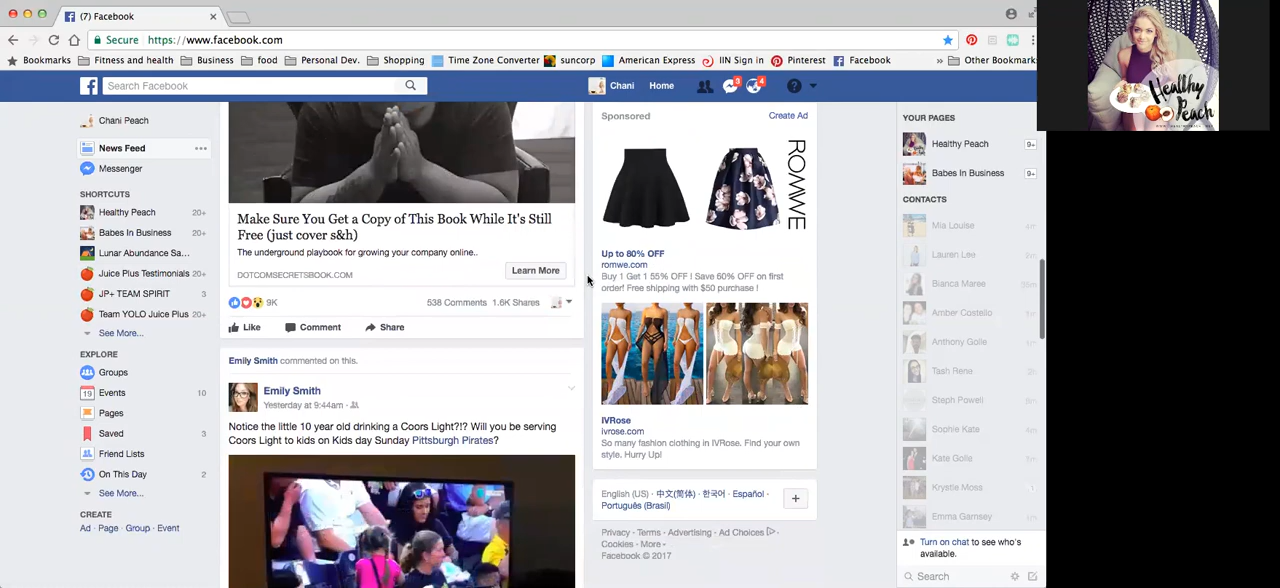 (7) Facebook
Secure https://www.facebook.com
Bookmarks Fitness and health Business food Personal Dev. Shopping Time Zone Converter suncorp American Express IIN Sign in Pinterest Facebook » Other Bookmarks
Search Facebook
Chani Home 3 4
Chani Peach
News Feed
Messenger
SHORTCUTS
Healthy Peach 20+
Babes In Business 20+
Lunar Abundance Sa...
Juice Plus Testimonials 20+
JP+ TEAM SPIRIT 3
Team YOLO Juice Plus 20+
See More...
EXPLORE
Groups
19 Events 10
Pages
Saved 3
Friend Lists
On This Day 2
See More...
CREATE
Ad · Page · Group · Event
Make Sure You Get a Copy of This Book While It's Still
Free (just cover s&h)
The underground playbook for growing your company online..
DOTCOMSECRETSBOOK.COM
Learn More
9K 538 Comments 1.6K Shares
Like Comment Share
Emily Smith commented on this.
Emily Smith
Yesterday at 9:44am
Notice the little 10 year old drinking a Coors Light?!? Will you be serving
Coors Light to kids on Kids day Sunday Pittsburgh Pirates?
Sponsored Create Ad
ROMWE
Up to 80% OFF
romwe.com
Buy 1 Get 1 55% OFF ! Save 60% OFF on first
order! Free shipping with $50 purchase !
IVRose
ivrose.com
So many fashion clothing in IVRose. Find your own
style. Hurry Up!
English (US) · 中文(简体) · 한국어 · Español ·
Português (Brasil)
Privacy · Terms · Advertising · Ad Choices ·
Cookies · More
Facebook © 2017
YOUR PAGES
Healthy Peach 9+
Babes In Business 9+
CONTACTS
Mia Louise
Lauren Lee
Bianca Maree
Amber Costello
Anthony Golle
Tash Rene
Steph Powell
Sophie Kate
Kate Golle
Krystle Moss
Emma Garnsey
Turn on chat to see who's
available.
Search
Healthy
Peach